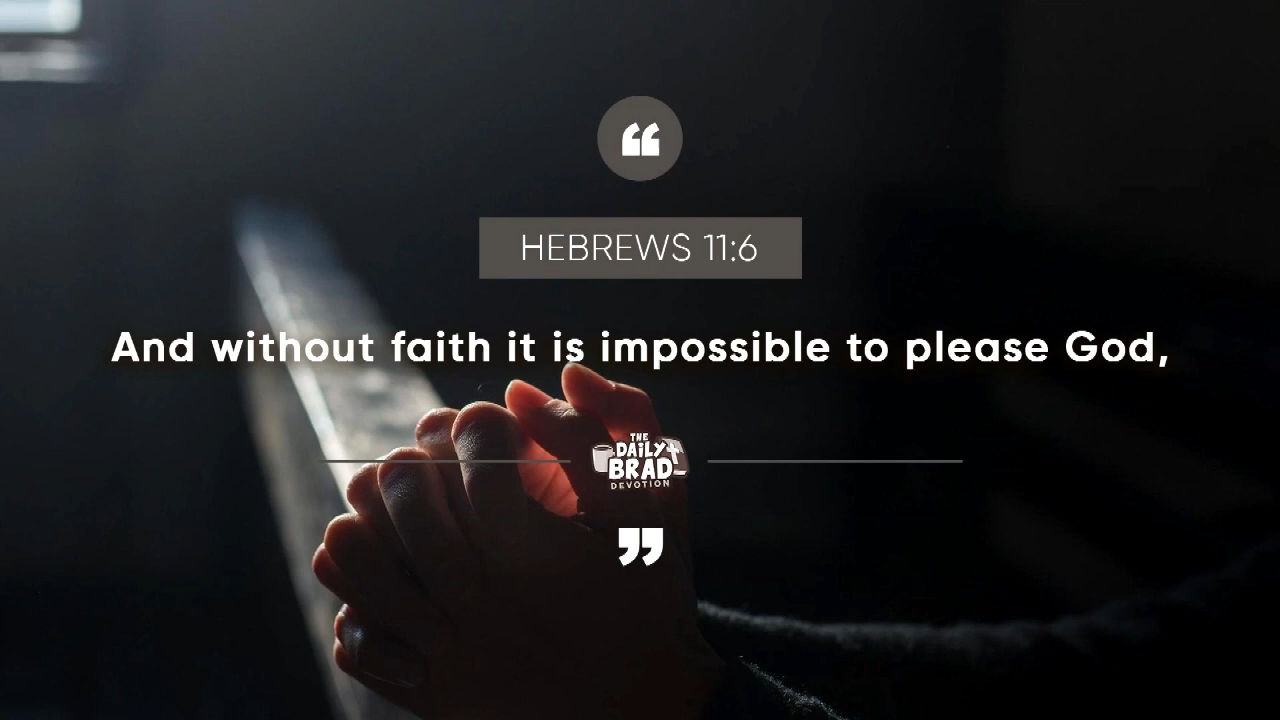 “
HEBREWS 11:6
And without faith it is impossible to please God,
THE
DAILY
BRAD
DEVOTION
”